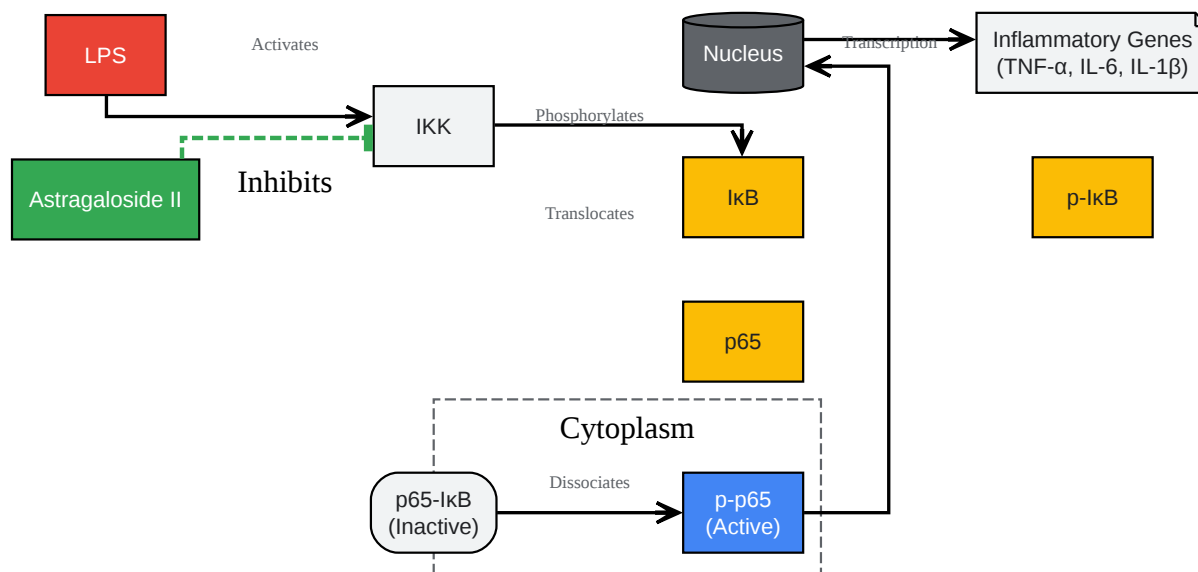 LPS
Activates
Nucleus
Transcription
Inflammatory Genes
(TNF-α, IL-6, IL-1β)
IKK
Phosphorylates
Astragaloside II
Inhibits
Translocates
IκB
p-IκB
p65
Cytoplasm
p65-IκB
(Inactive)
Dissociates
p-p65
(Active)